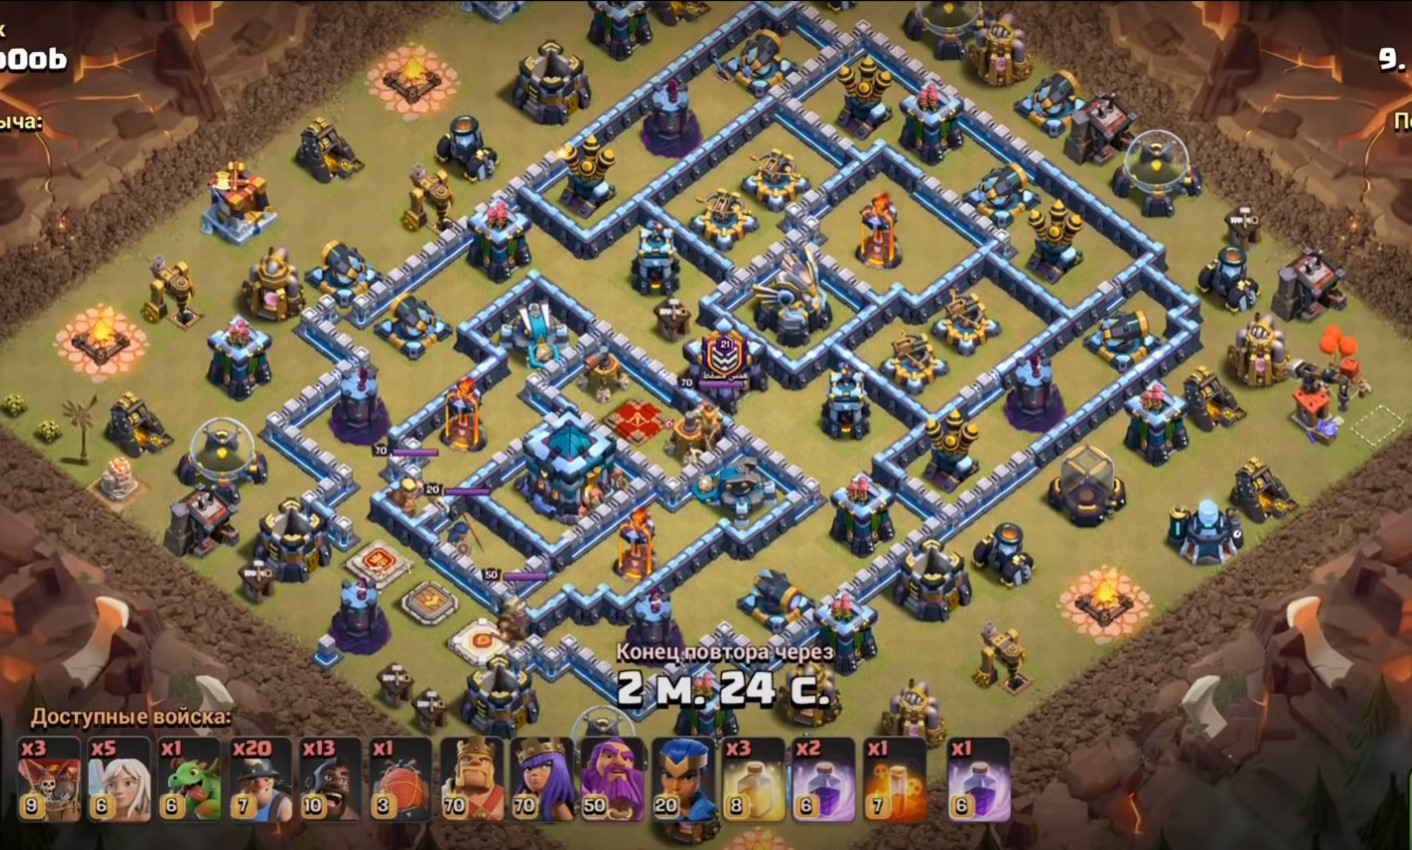 к
oOob
9.
ыча:
По
21
70
70
20
50
Конец повтора через
2 м. 24 с.
Доступные войска:
x3 x5 x1 x20 x13 x1 x3 x2 x1 x1
9 6 6 7 10 3 70 70 50 20 8 6 7 6